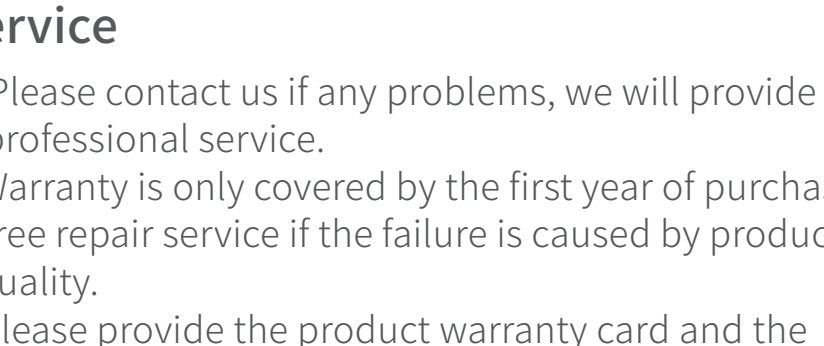 ervice
Please contact us if any problems, we will provide
professional service.
Warranty is only covered by the first year of purcha
ree repair service if the failure is caused by produc
uality.
lease provide the product warranty card and the